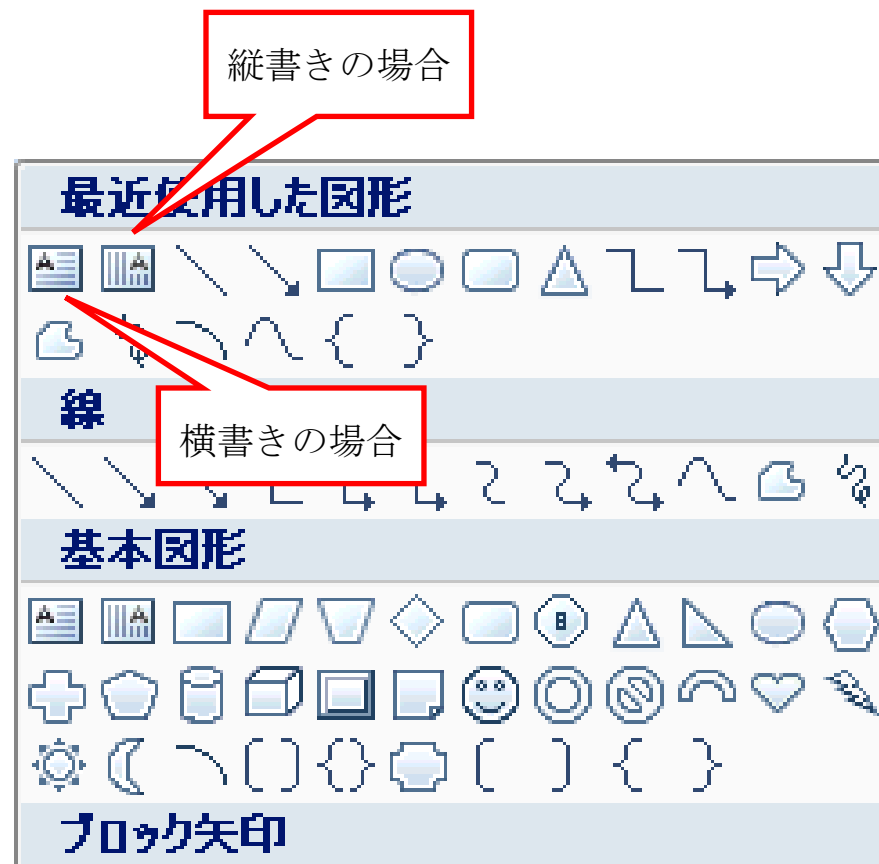 縦書きの場合
最近使用した図形
線
横書きの場合
基本図形
ブロック矢印